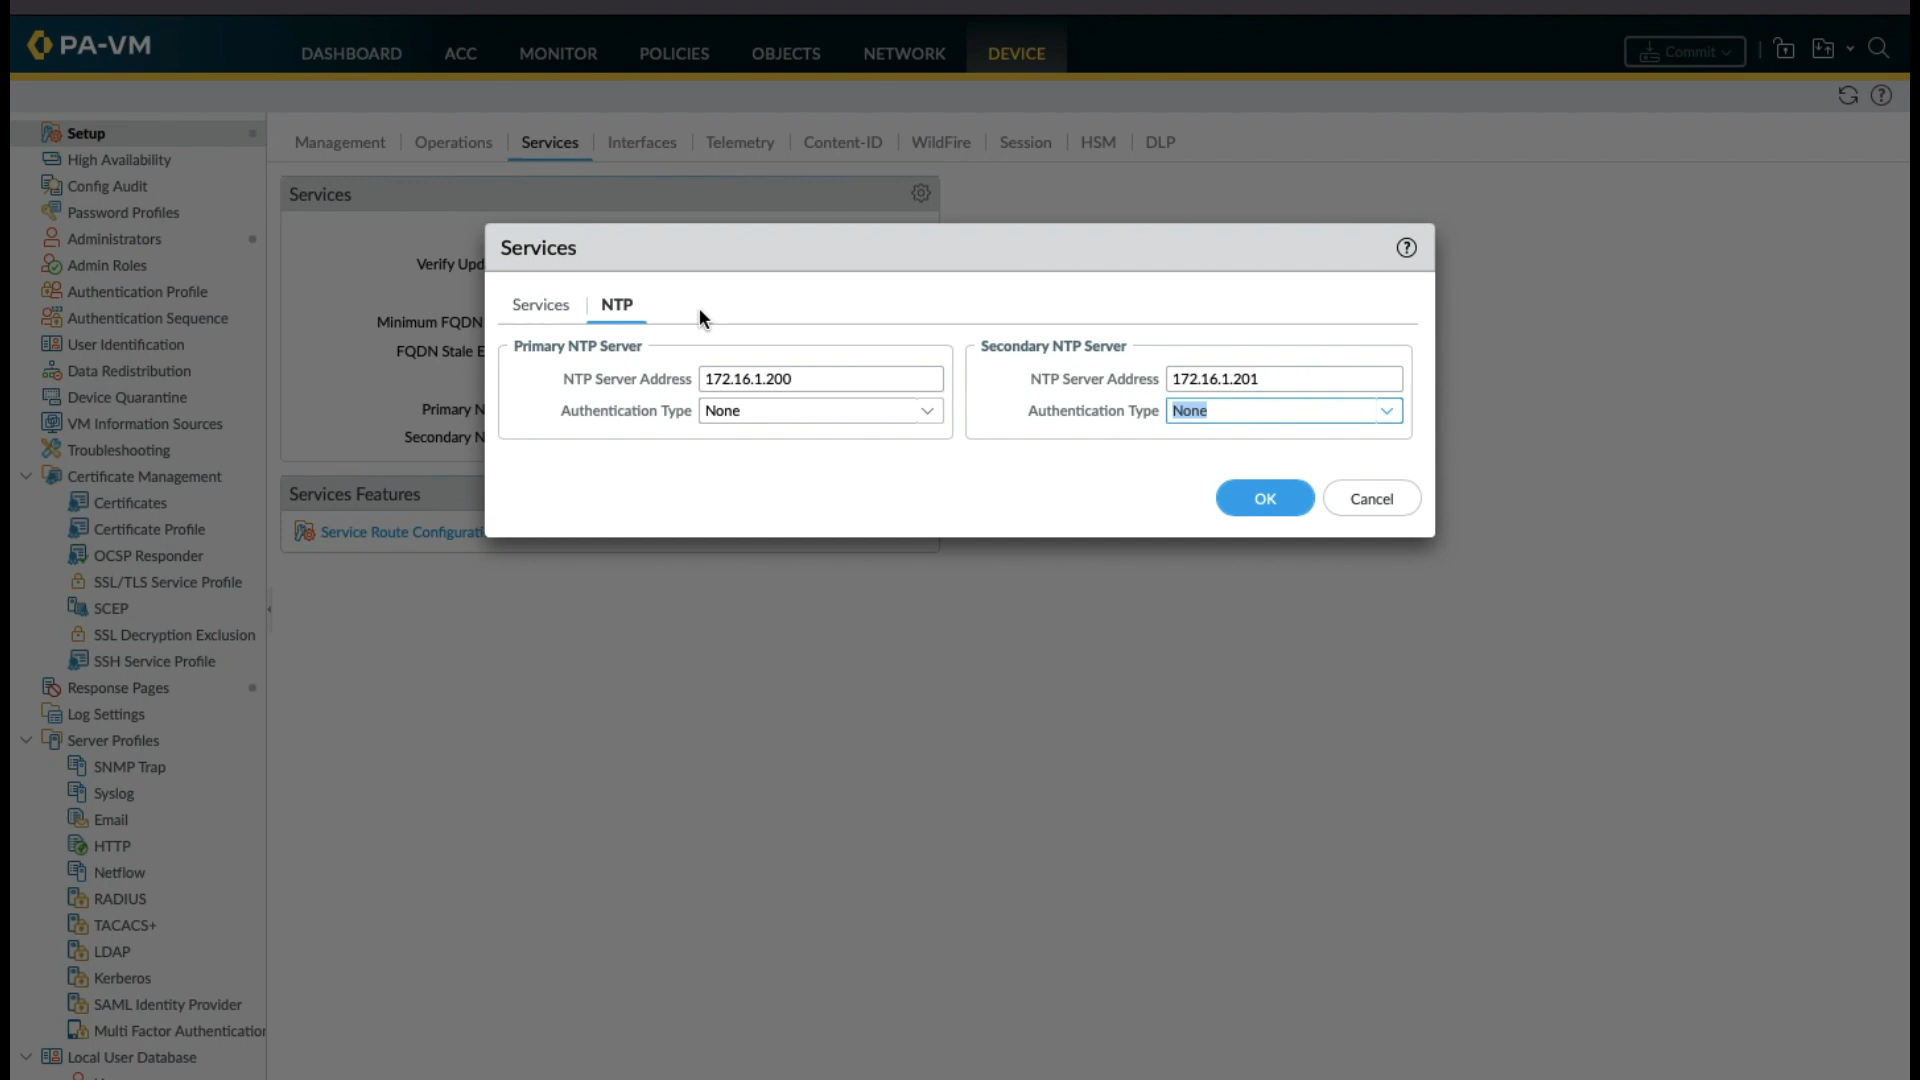 PA-VM
DASHBOARD ACC MONITOR POLICIES OBJECTS NETWORK DEVICE
Commit
Setup
High Availability
Config Audit
Password Profiles
Administrators
Admin Roles
Authentication Profile
Authentication Sequence
User Identification
Data Redistribution
Device Quarantine
VM Information Sources
Troubleshooting
Certificate Management
Certificates
Certificate Profile
OCSP Responder
SSL/TLS Service Profile
SCEP
SSL Decryption Exclusion
SSH Service Profile
Response Pages
Log Settings
Server Profiles
SNMP Trap
Syslog
Email
HTTP
Netflow
RADIUS
TACACS+
LDAP
Kerberos
SAML Identity Provider
Multi Factor Authentication
Local User Database
Management Operations Services Interfaces Telemetry Content-ID WildFire Session HSM DLP
Services
Verify Upd
Minimum FQDN
FQDN Stale E
Primary N
Secondary N
Services Features
Service Route Configurati
Services
Services NTP
Primary NTP Server
NTP Server Address 172.16.1.200
Authentication Type None
Secondary NTP Server
NTP Server Address 172.16.1.201
Authentication Type None
OK Cancel